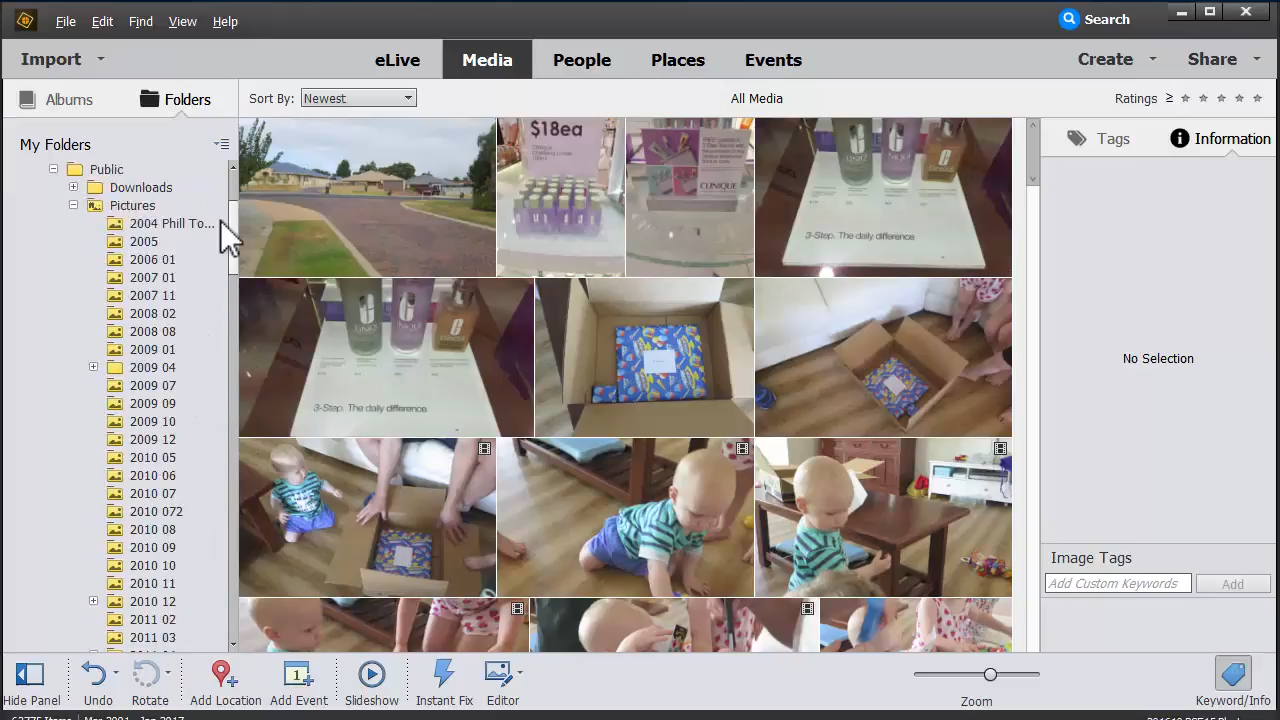 File Edit Find View Help
Search
Import eLive Media People Places Events Create Share
Albums Folders Sort By: Newest All Media Ratings ≥
My Folders
Tags Information
Public
Downloads
Pictures
2004 Phill To...
2005
2006 01
2007 01
2007 11
2008 02
2008 08
2009 01
2009 04
2009 07
2009 09
2009 10
2009 12
2010 05
2010 06
2010 07
2010 072
2010 08
2010 09
2010 10
2010 11
2010 12
2011 02
2011 03
$18ea
CLINIQUE
3-Step. The daily difference
3-Step. The daily difference
No Selection
Image Tags
Add Custom Keywords Add
Hide Panel Undo Rotate Add Location Add Event Slideshow Instant Fix Editor Zoom Keyword/Info
1